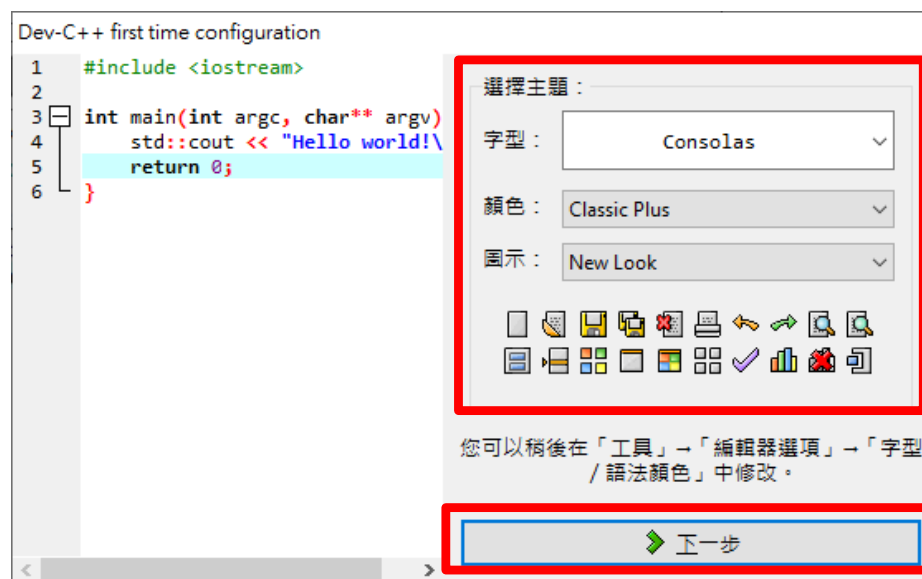 Dev-C++ first time configuration
1 #include <iostream>
2
3 int main(int argc, char** argv)
4 std::cout << "Hello world!\
5 return 0;
6 }
選擇主題：
字型： Consolas
顏色： Classic Plus
圖示： New Look
您可以稍後在「工具」→「編輯器選項」→「字型
/ 語法顏色」中修改。
下一步